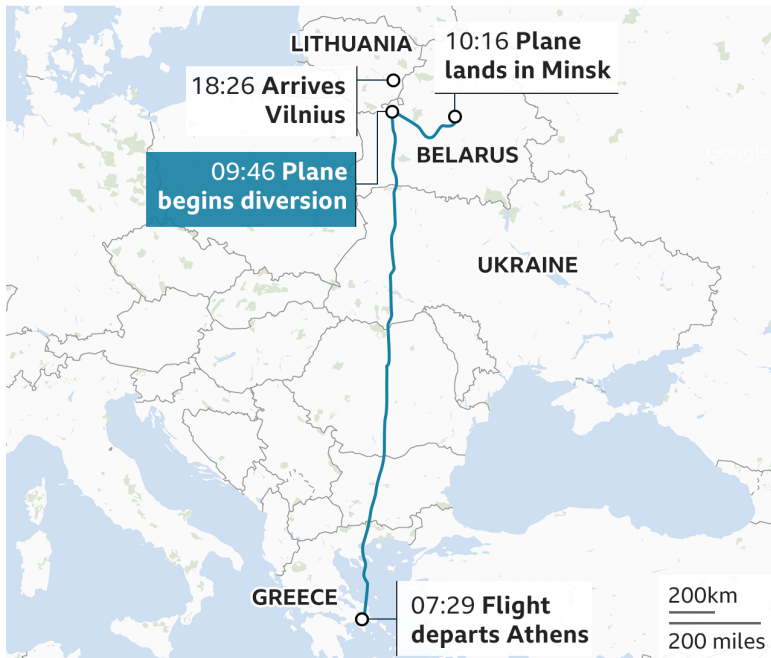 LITHUANIA
10:16 Plane
lands in Minsk
18:26 Arrives
Vilnius
BELARUS
09:46 Plane
begins diversion
Google
UKRAINE
GREECE
07:29 Flight
departs Athens
200km
200 miles